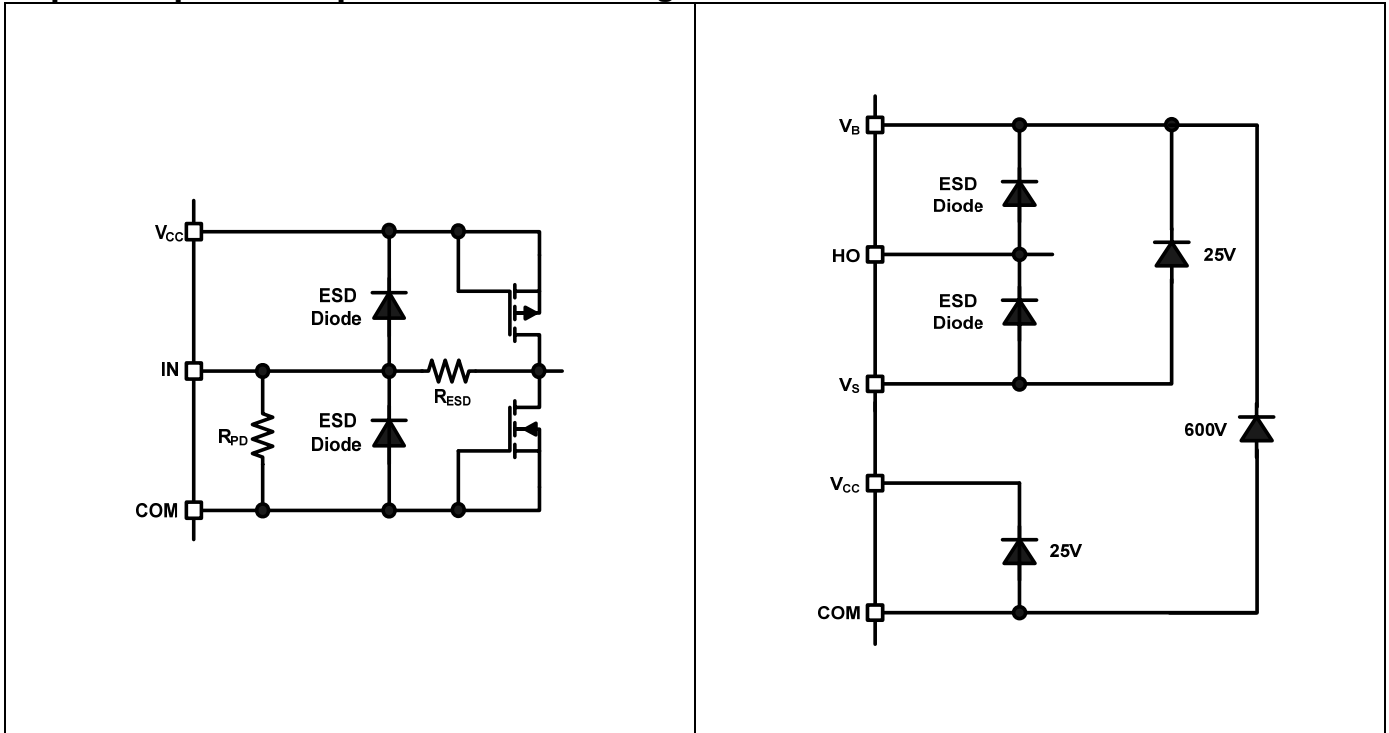 VCC
ESD
Diode
IN
RESD
RPD
ESD
Diode
COM
VB
ESD
Diode
HO
25V
ESD
Diode
VS
600V
VCC
25V
COM